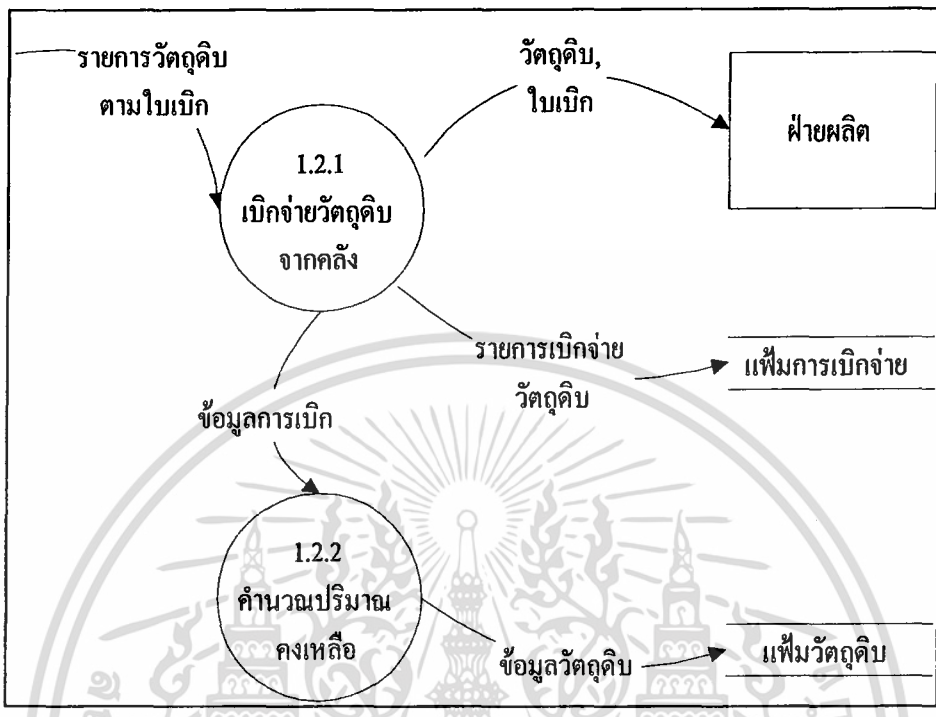 รายการวัตถุดิบ
ตามใบเบิก
วัตถุดิบ,
ใบเบิก
ฝ่ายผลิต
1.2.1
เบิกจ่ายวัตถุดิบ
จากคลัง
รายการเบิกจ่าย
วัตถุดิบ
แฟ้มการเบิกจ่าย
ข้อมูลการเบิก
1.2.2
คำนวณปริมาณ
คงเหลือ
ข้อมูลวัตถุดิบ
แฟ้มวัตถุดิบ